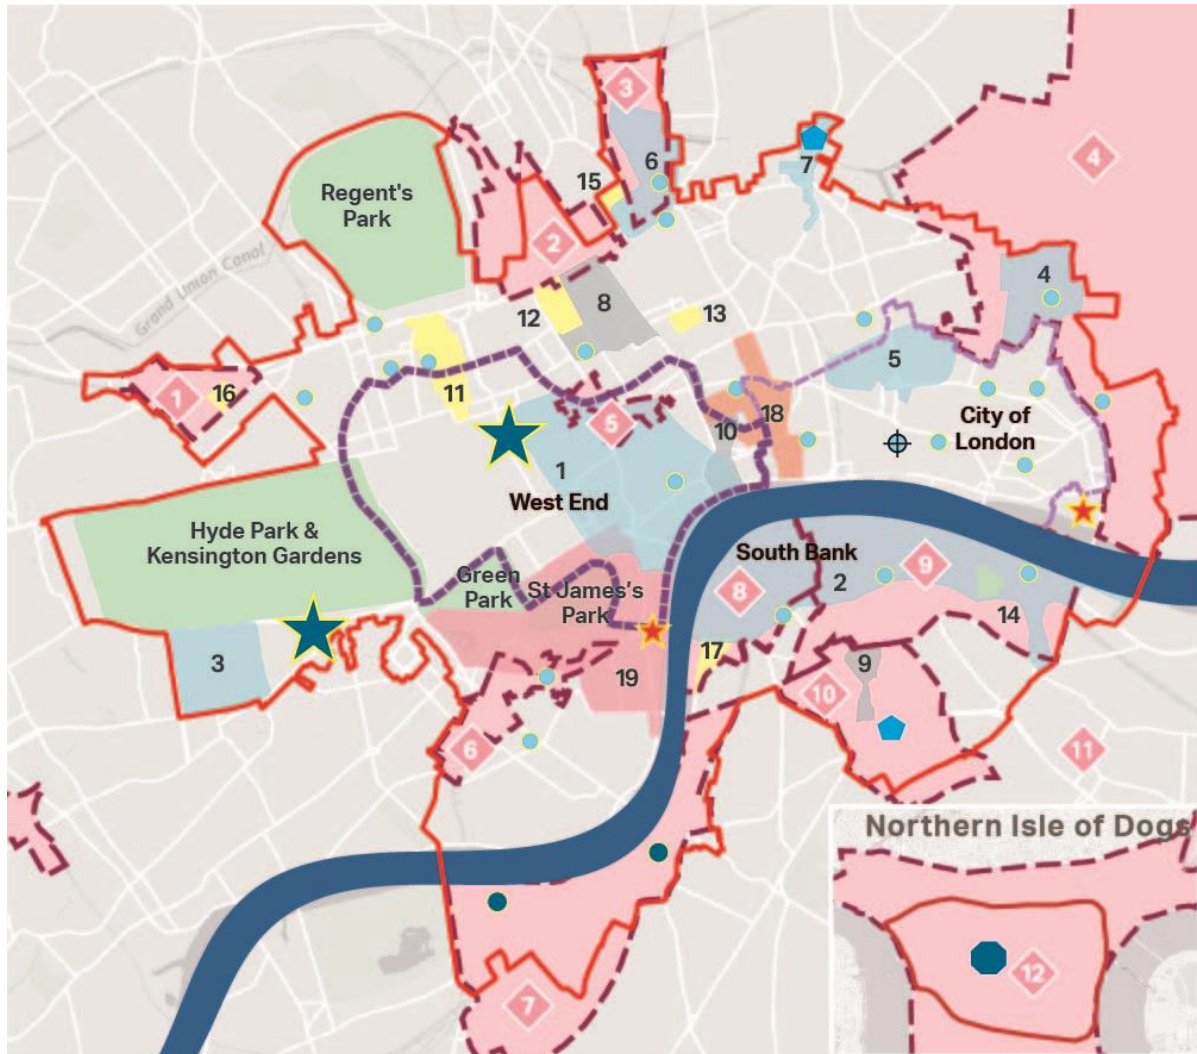 3
4
6
15
7
Regent's
Park
2
Grand Union Canal
4
12
8
13
5
1
16
11
5
18
10
City of
London
1
West End
Hyde Park &
Kensington Gardens
South Bank
9
Green
Park
St James's
Park
8
2
14
3
17
9
19
10
6
11
Northern Isle of Dogs
12
7